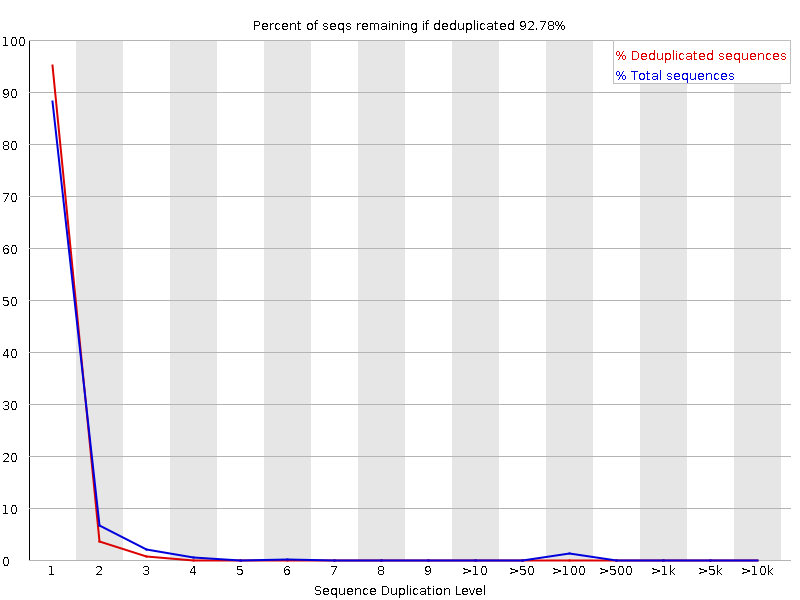 Percent of seqs remaining if deduplicated 92.78%
% Deduplicated sequences
% Total sequences
100
90
80
70
60
50
40
30
20
10
0
1 2 3 4 5 6 7 8 9 >10 >50 >100 >500 >1k >5k >10k
Sequence Duplication Level